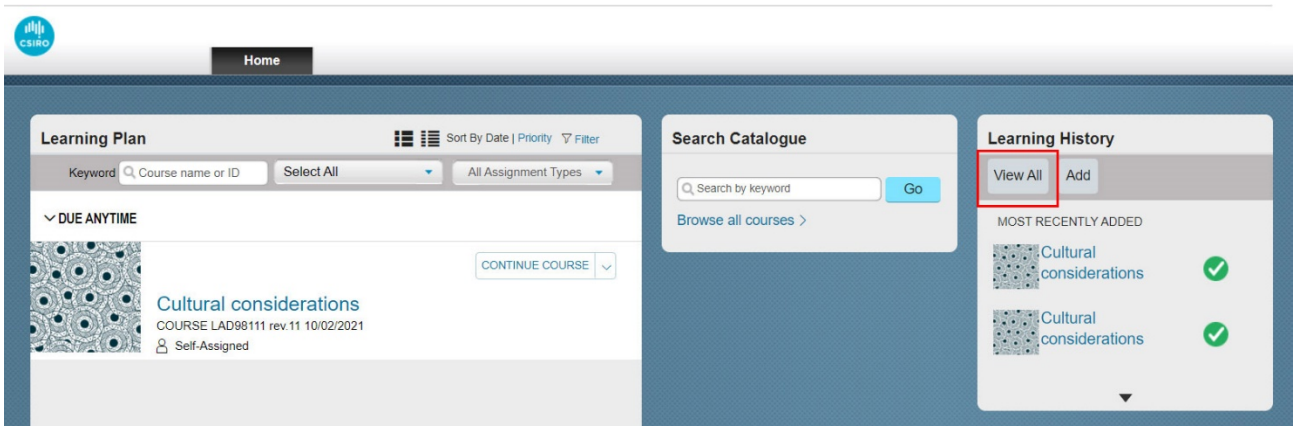 CSIRO
Home
Learning Plan
Sort By Date | Priority Filter
Keyword Course name or ID Select All All Assignment Types
DUE ANYTIME
CONTINUE COURSE
Cultural considerations
COURSE LAD98111 rev.11 10/02/2021
Self-Assigned
Search Catalogue
Search by keyword Go
Browse all courses >
Learning History
View All Add
MOST RECENTLY ADDED
Cultural
considerations
Cultural
considerations